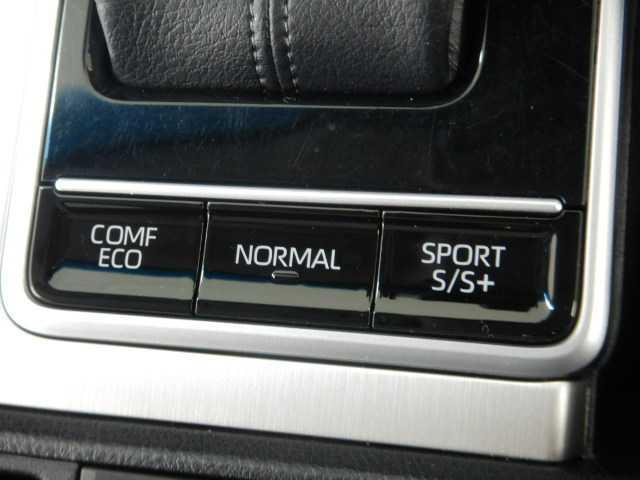 COMF
ECO
NORMAL
SPORT
S/S+